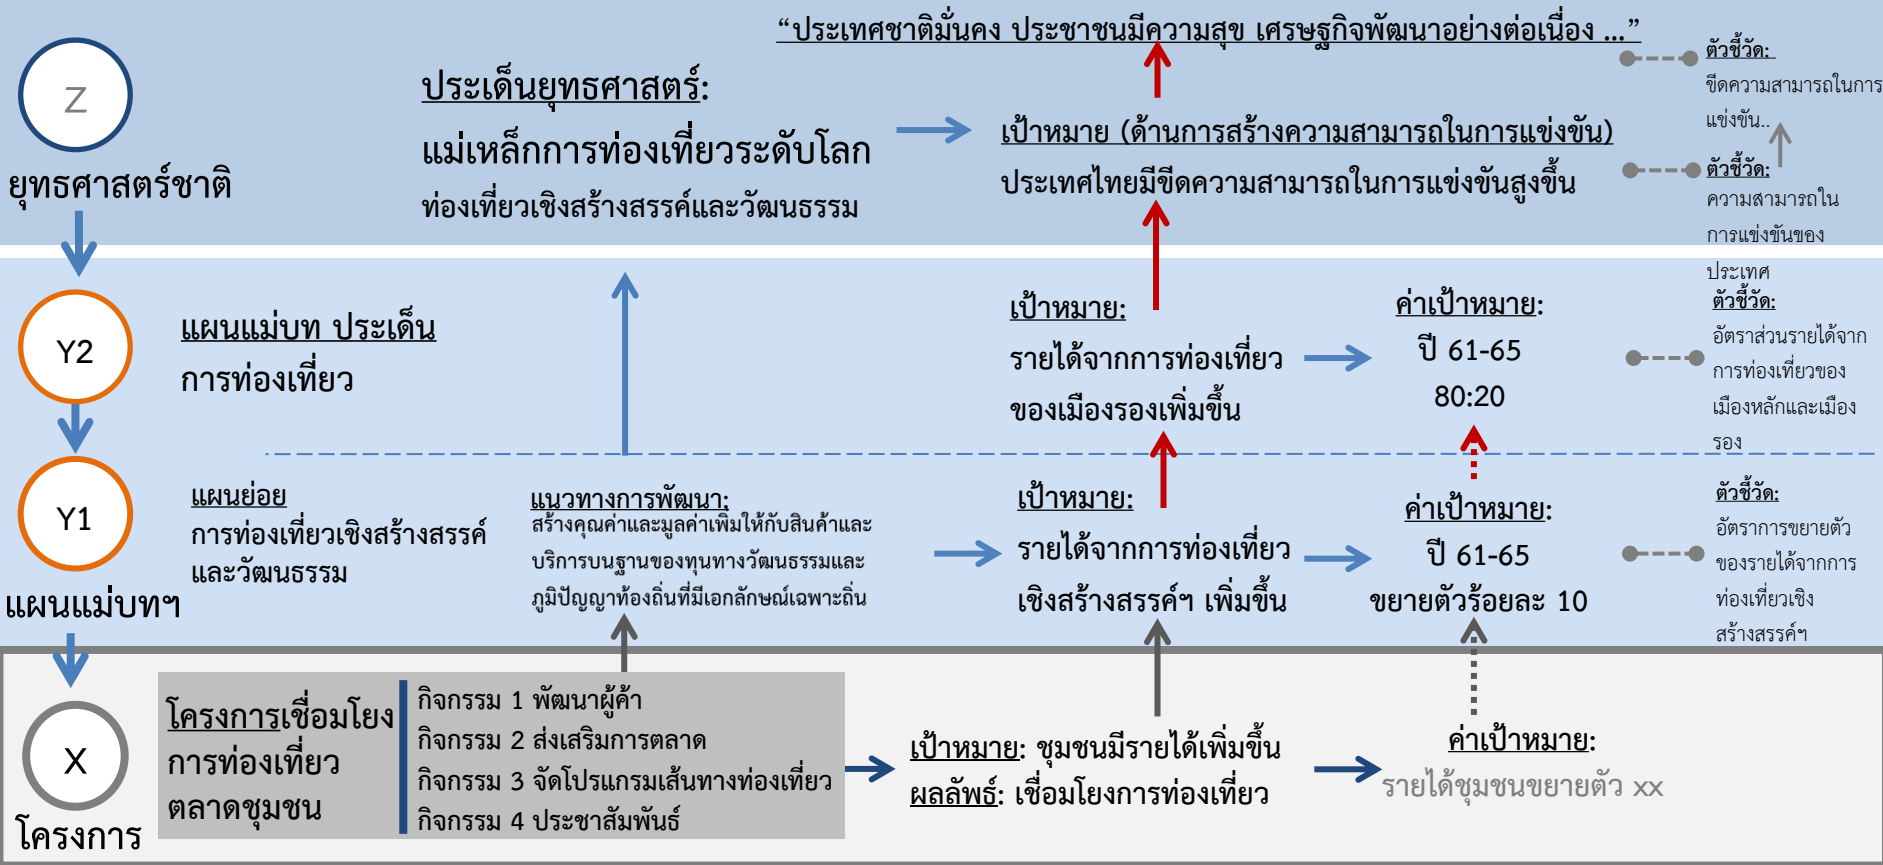 “ประเทศชาติมั่นคง ประชาชนมีความสุข เศรษฐกิจพัฒนาอย่างต่อเนื่อง ...”
Z
ยุทธศาสตร์ชาติ
ประเด็นยุทธศาสตร์:
แม่เหล็กการท่องเที่ยวระดับโลก
ท่องเที่ยวเชิงสร้างสรรค์และวัฒนธรรม
เป้าหมาย (ด้านการสร้างความสามารถในการแข่งขัน)
ประเทศไทยมีขีดความสามารถในการแข่งขันสูงขึ้น
ตัวชี้วัด:
ขีดความสามารถในการ
แข่งขัน..
ตัวชี้วัด:
ความสามารถใน
การแข่งขันของ
ประเทศ
Y2
แผนแม่บท ประเด็น
การท่องเที่ยว
เป้าหมาย:
รายได้จากการท่องเที่ยว
ของเมืองรองเพิ่มขึ้น
ค่าเป้าหมาย:
ปี 61-65
80:20
ตัวชี้วัด:
อัตราส่วนรายได้จาก
การท่องเที่ยวของ
เมืองหลักและเมือง
รอง
Y1
แผนแม่บทฯ
แผนย่อย
การท่องเที่ยวเชิงสร้างสรรค์
และวัฒนธรรม
แนวทางการพัฒนา:
สร้างคุณค่าและมูลค่าเพิ่มให้กับสินค้าและ
บริการบนฐานของทุนทางวัฒนธรรมและ
ภูมิปัญญาท้องถิ่นที่มีเอกลักษณ์เฉพาะถิ่น
เป้าหมาย:
รายได้จากการท่องเที่ยว
เชิงสร้างสรรค์ฯ เพิ่มขึ้น
ค่าเป้าหมาย:
ปี 61-65
ขยายตัวร้อยละ 10
ตัวชี้วัด:
อัตราการขยายตัว
ของรายได้จากการ
ท่องเที่ยวเชิง
สร้างสรรค์ฯ
X
โครงการ
โครงการเชื่อมโยง
การท่องเที่ยว
ตลาดชุมชน
กิจกรรม 1 พัฒนาผู้ค้า
กิจกรรม 2 ส่งเสริมการตลาด
กิจกรรม 3 จัดโปรแกรมเส้นทางท่องเที่ยว
กิจกรรม 4 ประชาสัมพันธ์
เป้าหมาย: ชุมชนมีรายได้เพิ่มขึ้น
ผลลัพธ์: เชื่อมโยงการท่องเที่ยว
ค่าเป้าหมาย:
รายได้ชุมชนขยายตัว xx